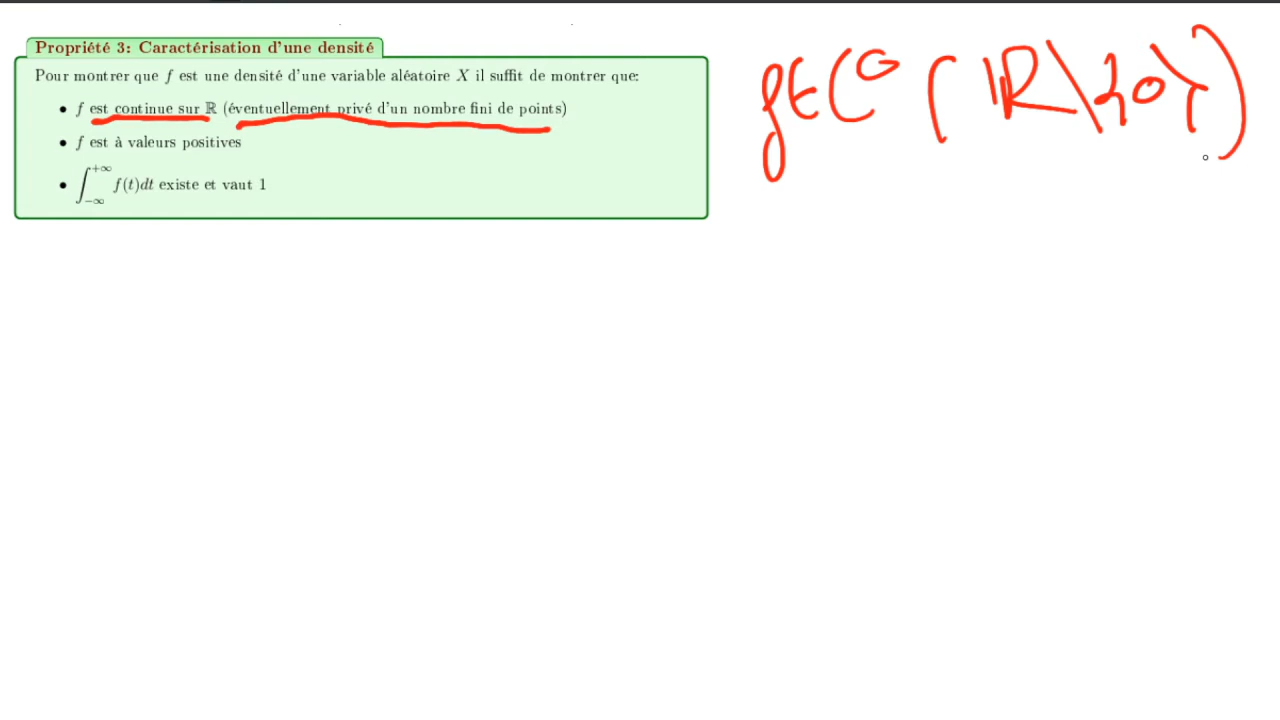 Propriété 3: Caractérisation d'une densité
Pour montrer que f est une densité d'une variable aléatoire X il suffit de montrer que:
• f est continue sur ℝ (éventuellement privé d'un nombre fini de points)
• f est à valeurs positives
• ∫_{-∞}^{+∞} f(t)dt existe et vaut 1
f∈C⁰(ℝ\{0})